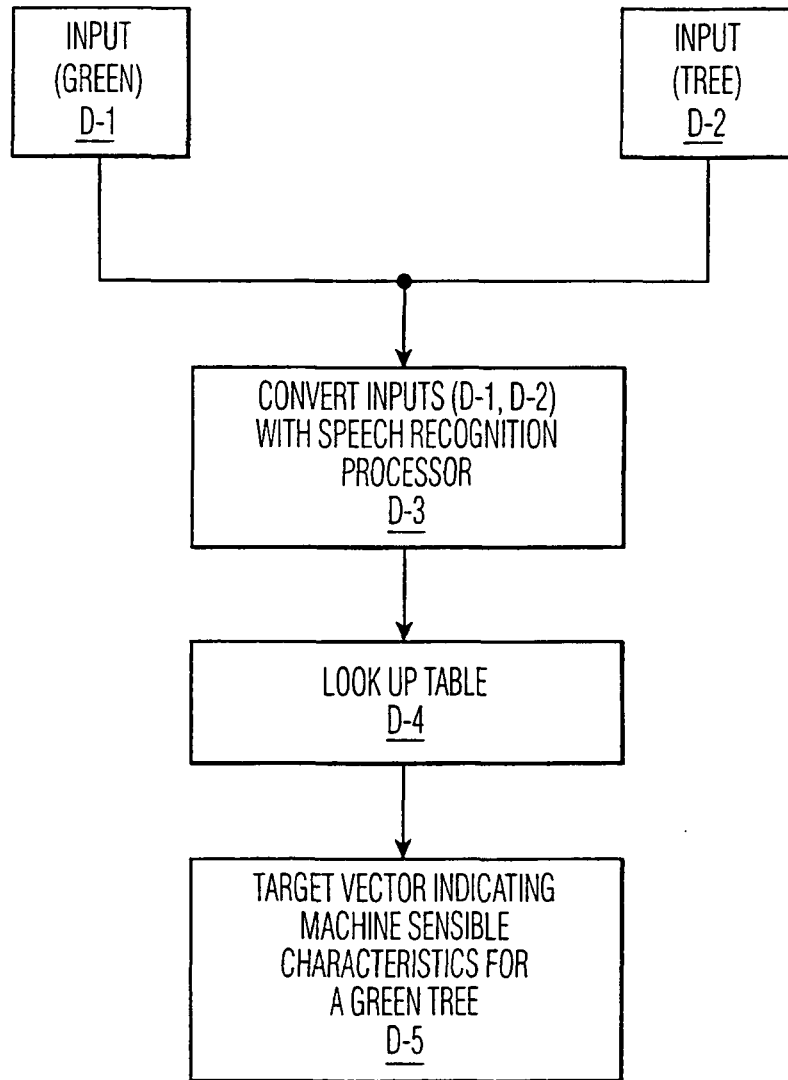 INPUT
(GREEN)
D-1
INPUT
(TREE)
D-2
CONVERT INPUTS (D-1, D-2)
WITH SPEECH RECOGNITION
PROCESSOR
D-3
LOOK UP TABLE
D-4
TARGET VECTOR INDICATING
MACHINE SENSIBLE
CHARACTERISTICS FOR
A GREEN TREE
D-5